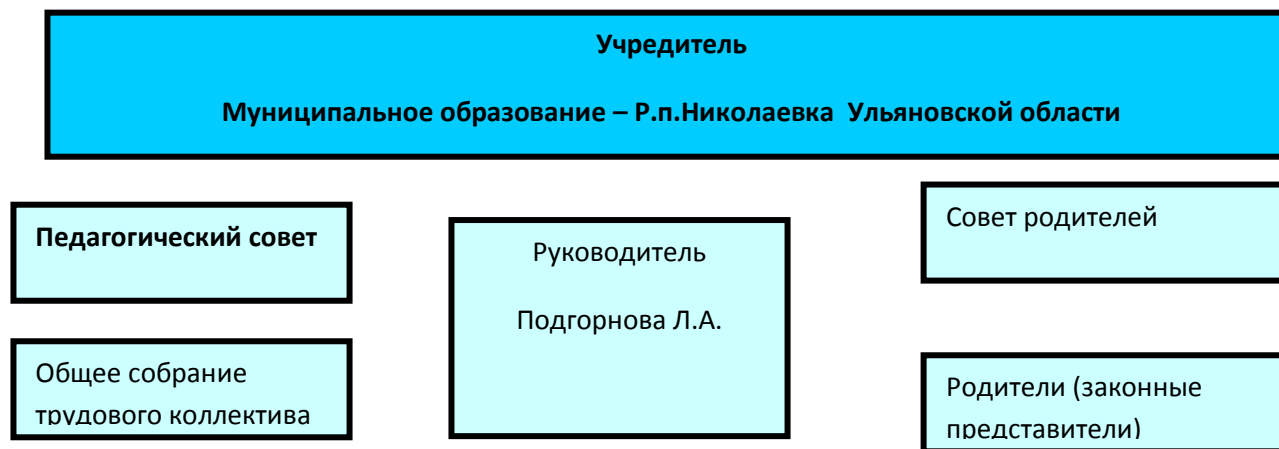 Учредитель
Муниципальное образование – Р.п.Николаевка Ульяновской области
Педагогический совет
Руководитель
Подгорнова Л.А.
Совет родителей
Общее собрание
трудового коллектива
Родители (законные
представители)